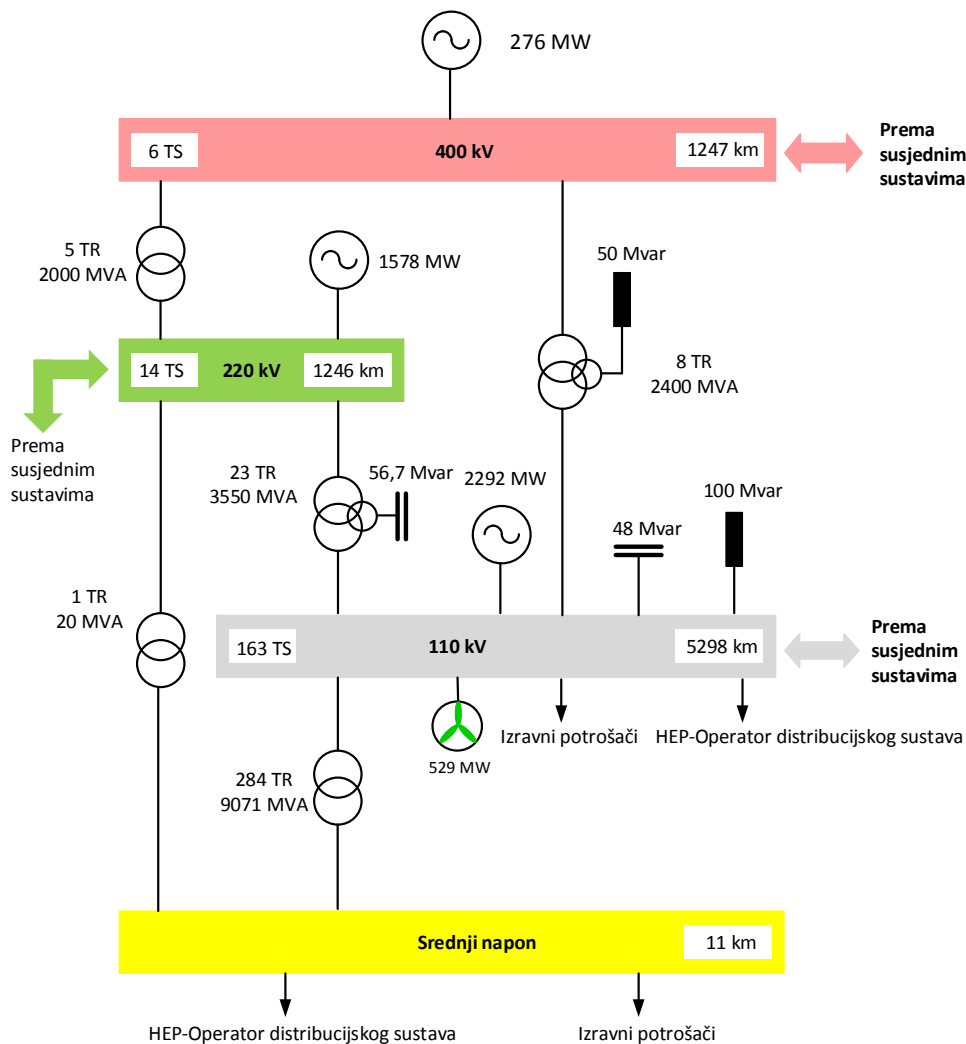 276 MW
6 TS
400 kV
1247 km
Prema
susjednim
sustavima
5 TR
2000 MVA
1578 MW
50 Mvar
8 TR
2400 MVA
14 TS
220 kV
1246 km
Prema
susjednim
sustavima
23 TR
3550 MVA
56,7 Mvar
2292 MW
48 Mvar
100 Mvar
1 TR
20 MVA
163 TS
110 kV
5298 km
Prema
susjednim
sustavima
529 MW
Izravni potrošači
HEP-Operator distribucijskog sustava
284 TR
9071 MVA
Srednji napon
11 km
HEP-Operator distribucijskog sustava
Izravni potrošači